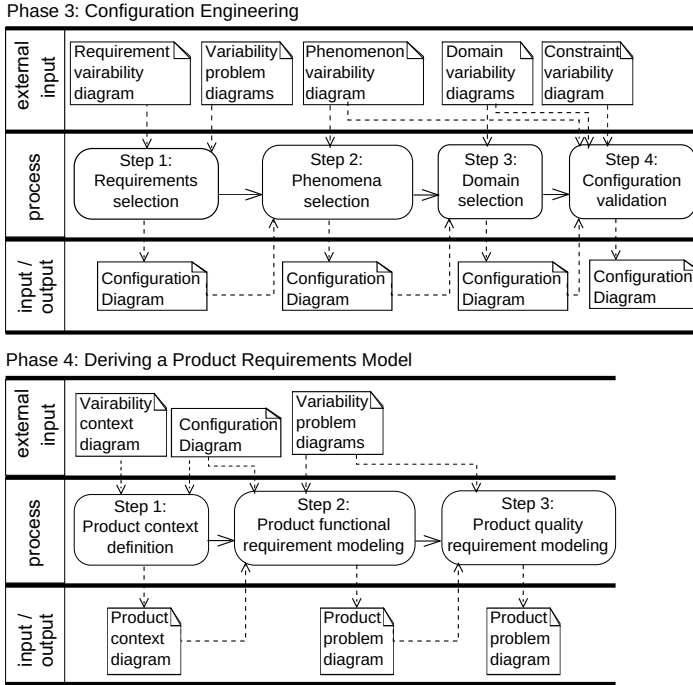 Phase 3: Configuration Engineering
external
input
Requirement
vairability
diagram
Variability
problem
diagrams
Phenomenon
vairability
diagram
Domain
variability
diagrams
Constraint
variability
diagram
process
Step 1:
Requirements
selection
Step 2:
Phenomena
selection
Step 3:
Domain
selection
Step 4:
Configuration
validation
input /
output
Configuration
Diagram
Configuration
Diagram
Configuration
Diagram
Configuration
Diagram
Phase 4: Deriving a Product Requirements Model
external
input
Vairability
context
diagram
Configuration
Diagram
Variability
problem
diagrams
process
Step 1:
Product context
definition
Step 2:
Product functional
requirement modeling
Step 3:
Product quality
requirement modeling
input /
output
Product
context
diagram
Product
problem
diagram
Product
problem
diagram